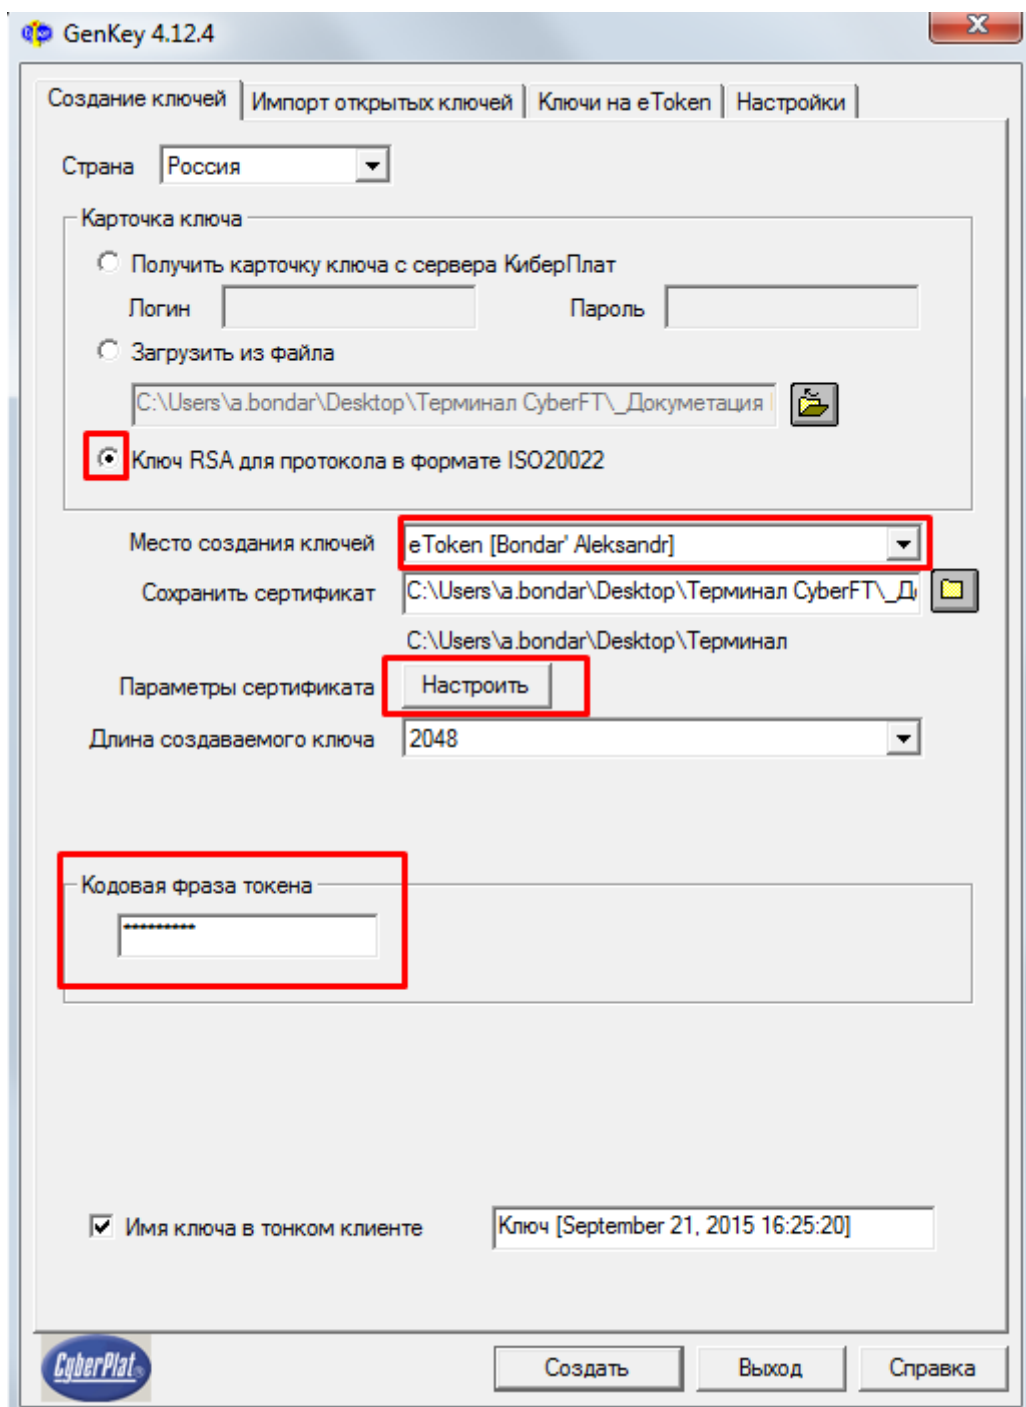 GenKey 4.12.4
Создание ключей Импорт открытых ключей Ключи на eToken Настройки
Страна Россия
Карточка ключа
Получить карточку ключа с сервера КиберПлат
Логин Пароль
Загрузить из файла
C:\Users\a.bondar\Desktop\Терминал CyberFT\_Документация
Ключ RSA для протокола в формате ISO20022
Место создания ключей eToken [Bondar' Aleksandr]
Сохранить сертификат C:\Users\a.bondar\Desktop\Терминал CyberFT\_Д
C:\Users\a.bondar\Desktop\Терминал
Параметры сертификата Настроить
Длина создаваемого ключа 2048
Кодовая фраза токена
*********
Имя ключа в тонком клиенте Ключ [September 21, 2015 16:25:20]
CyberPlat® Создать Выход Справка